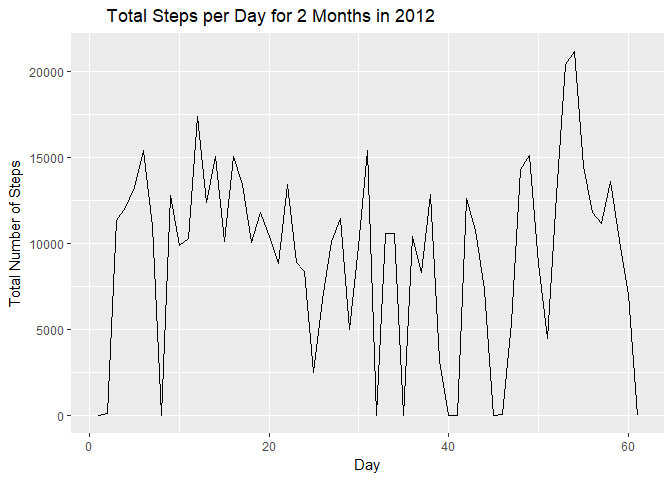 Total Steps per Day for 2 Months in 2012
Total Number of Steps
20000
15000
10000
5000
0
0 20 40 60
Day